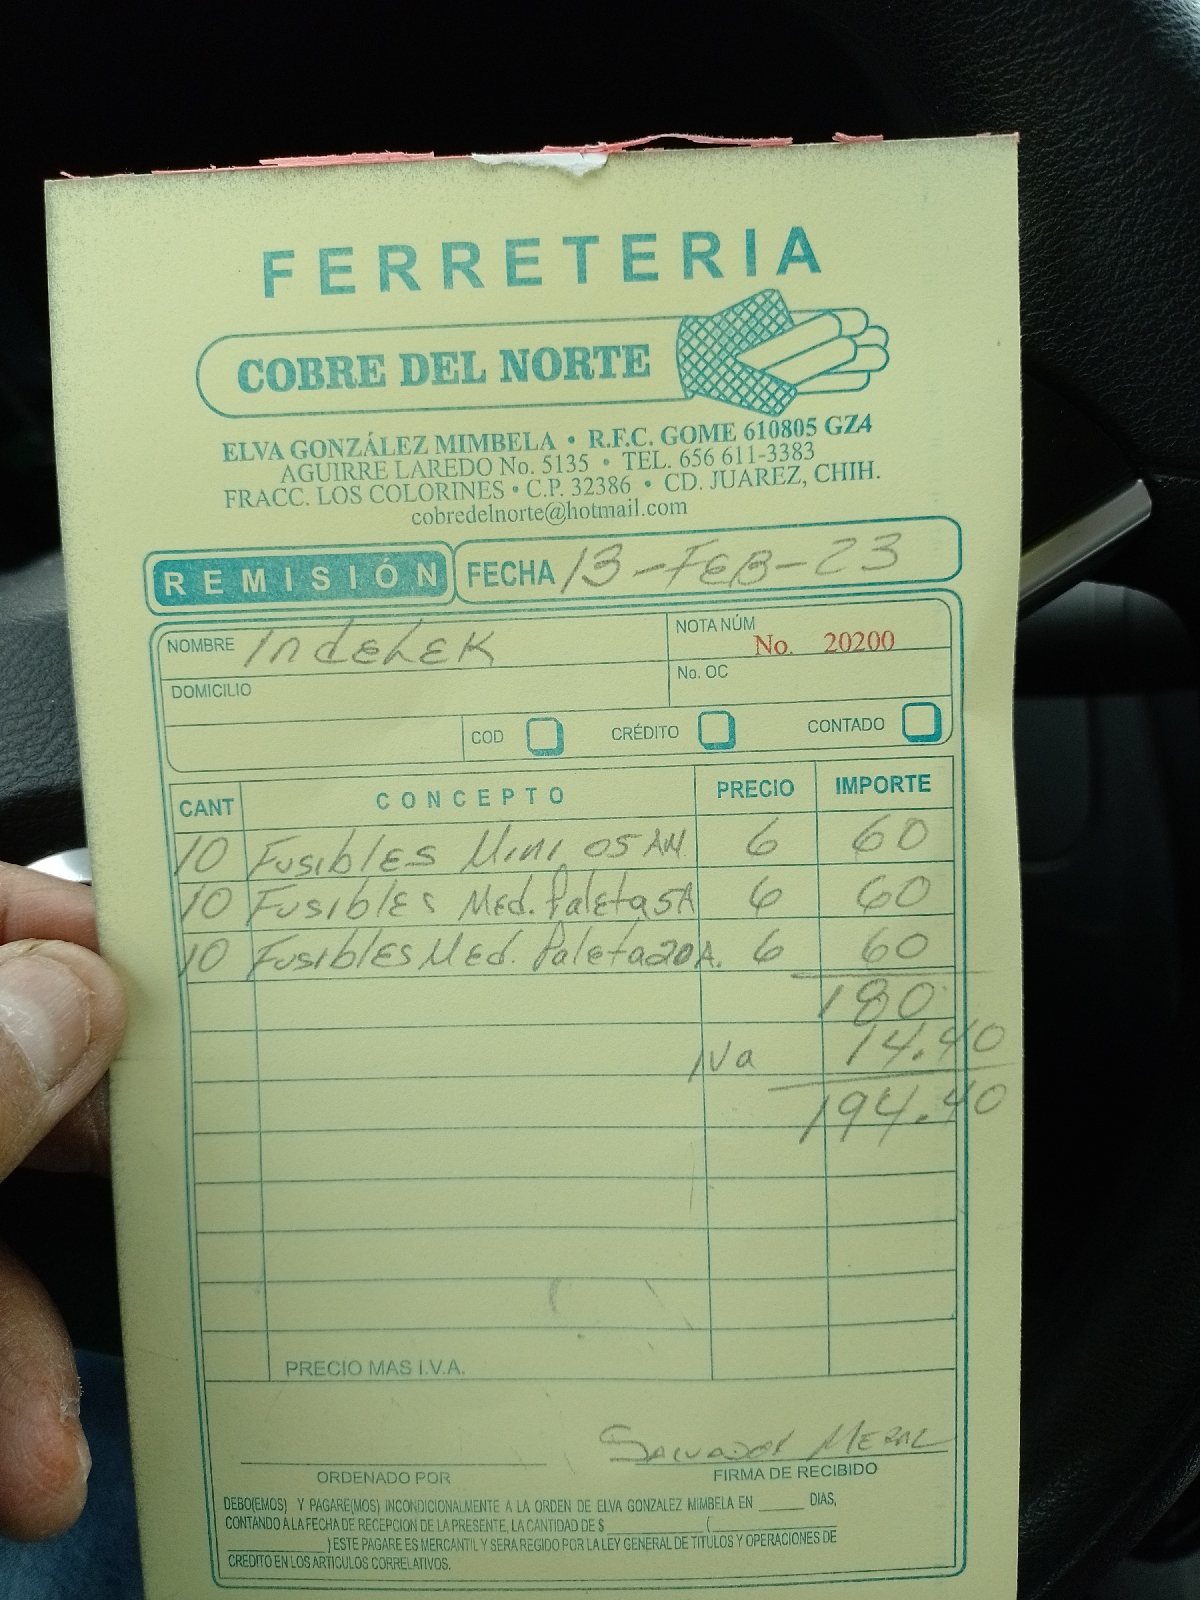 FERRETERIA
COBRE DEL NORTE
ELVA GONZÁLEZ MIMBELA • R.F.C. GOME 610805 GZ4
AGUIRRE LAREDO No. 5135 • TEL. 656 611-3383
FRACC. LOS COLORINES • C.P. 32386 • CD. JUAREZ, CHIH.
cobredelnorte@hotmail.com
REMISIÓN FECHA 13-FEB-23
NOMBRE Indelek NOTA NÚM No. 20200
DOMICILIO No. OC
COD CRÉDITO CONTADO
CANT CONCEPTO PRECIO IMPORTE
10 Fusibles Mini 05 AM. 6 60
10 Fusibles Med. Paleta 5A 6 60
10 Fusibles Med. Paleta 20A. 6 60
180
Iva 14.40
194.40
PRECIO MAS I.V.A.
Salvador
ORDENADO POR FIRMA DE RECIBIDO
DEBO(EMOS) Y PAGARE(MOS) INCONDICIONALMENTE A LA ORDEN DE ELVA GONZALEZ MIMBELA EN ______ DIAS,
CONTANDO A LA FECHA DE RECEPCION DE LA PRESENTE, LA CANTIDAD DE $ ______________ (______________
______________) ESTE PAGARE ES MERCANTIL Y SERA REGIDO POR LA LEY GENERAL DE TITULOS Y OPERACIONES DE
CREDITO EN LOS ARTICULOS CORRELATIVOS.